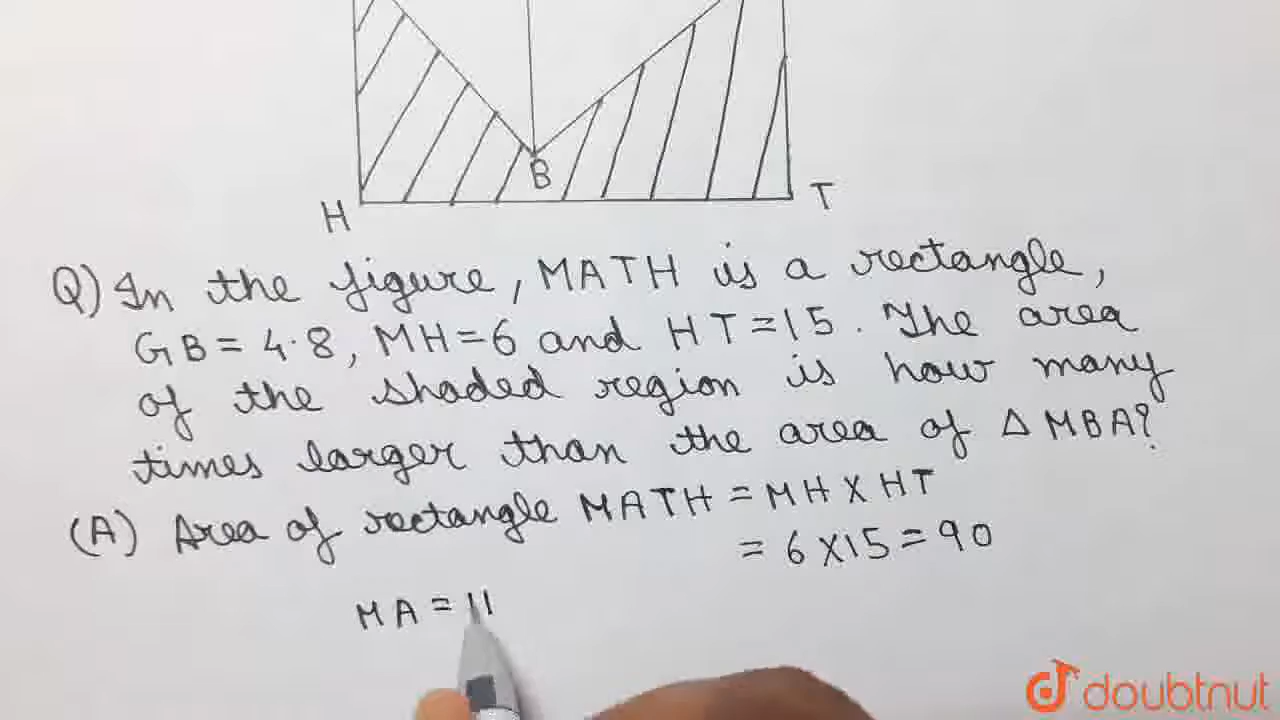 B
H
T
Q) In the figure, MATH is a rectangle,
GB = 4.8, MH = 6 and HT = 15. The area
of the shaded region is how many
times larger than the area of Δ MBA?
(A) Area of rectangle MATH = MH X HT
= 6 X 15 = 90
MA = 
doubtnut